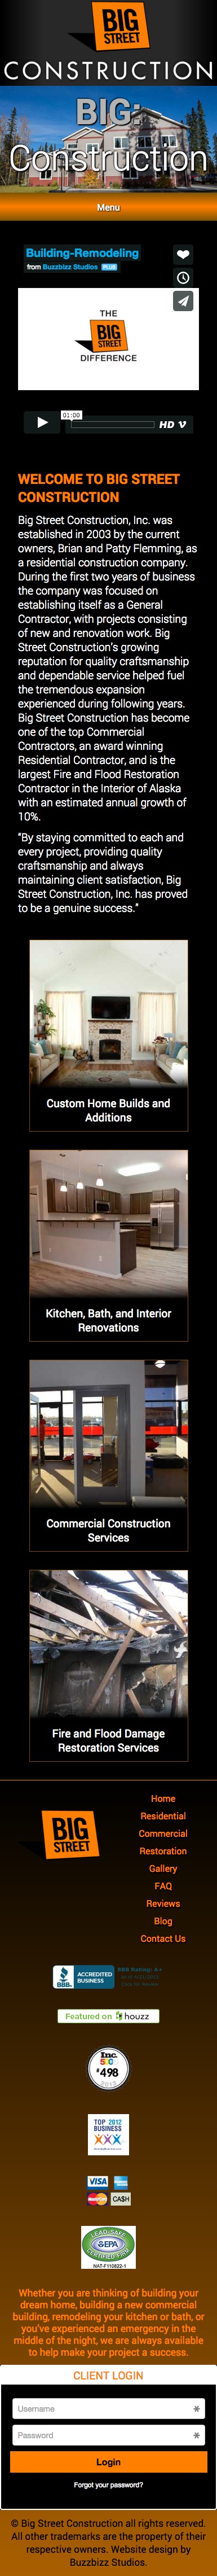 BIG
STREET
CONSTRUCTION
BIG:
Construction
Menu
Building-Remodeling
from Buzzbizz Studios PLUS
THE
BIG
STREET
DIFFERENCE
01:00
HD
WELCOME TO BIG STREET
CONSTRUCTION
Big Street Construction, Inc. was
established in 2003 by the current
owners, Brian and Patty Flemming, as
a residential construction company.
During the first two years of business
the company was focused on
establishing itself as a General
Contractor, with projects consisting
of new and renovation work. Big
Street Construction's growing
reputation for quality craftsmanship
and dependable service helped fuel
the tremendous expansion
experienced during following years.
Big Street Construction has become
one of the top Commercial
Contractors, an award winning
Residential Contractor, and is the
largest Fire and Flood Restoration
Contractor in the Interior of Alaska
with an estimated annual growth of
10%.
"By staying committed to each and
every project, providing quality
craftsmanship and always
maintaining client satisfaction, Big
Street Construction, Inc. has proved
to be a genuine success."
Custom Home Builds and
Additions
Kitchen, Bath, and Interior
Renovations
Commercial Construction
Services
Fire and Flood Damage
Restoration Services
BIG
STREET
Home
Residential
Commercial
Restoration
Gallery
FAQ
Reviews
Blog
Contact Us
BBB
ACCREDITED
BUSINESS
BBB Rating: A+
Featured on houzz
Inc.
500
#498
TOP 2012
BUSINESS
VISA
CASH
LEAD-SAFE
EPA
CERTIFIED FIRM
NAT-F110822-1
Whether you are thinking of building your
dream home, building a new commercial
building, remodeling your kitchen or bath, or
you've experienced an emergency in the
middle of the night, we are always available
to help make your project a success.
CLIENT LOGIN
Username
Password
Login
Forgot your password?
© Big Street Construction all rights reserved.
All other trademarks are the property of their
respective owners. Website design by
Buzzbizz Studios.